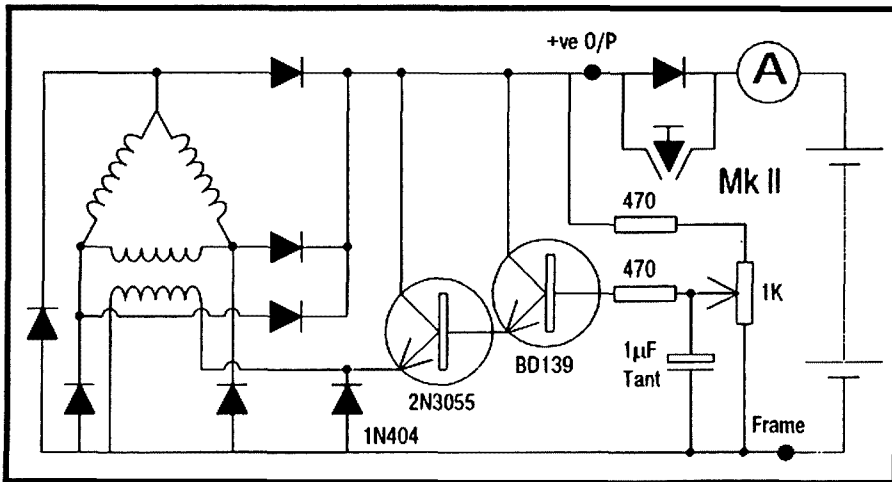 +ve O/P
A
Mk II
470
470
1K
BD139
1µF
Tant
2N3055
Frame
1N404